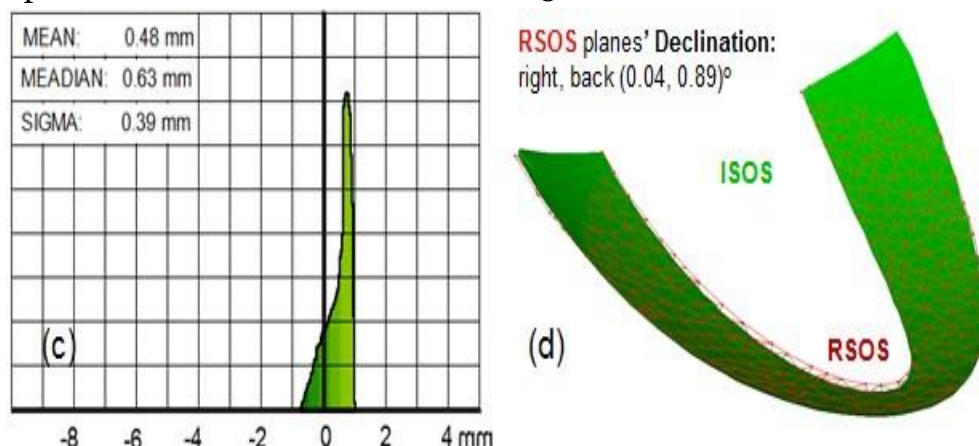 MEAN: 0.48 mm
MEADIAN: 0.63 mm
SIGMA: 0.39 mm
(c)
-8 -6 -4 -2 0 2 4 mm
RSOS planes' Declination:
right, back (0.04, 0.89)º
ISOS
RSOS
(d)